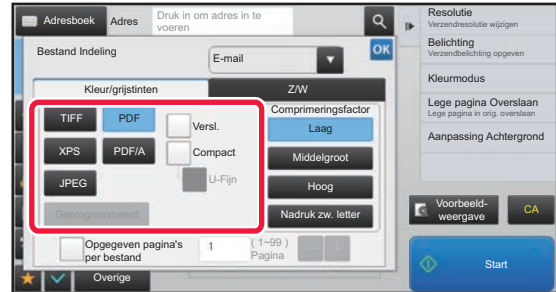 Adresboek
Adres
Druk in om adres in te
voeren
Bestand Indeling
E-mail
OK
Kleur/grijstinten
Z/W
TIFF
PDF
Versl.
XPS
PDF/A
Compact
JPEG
U-Fijn
Geprogrammeerd
Comprimeringsfactor
Laag
Middelgroot
Hoog
Nadruk zw. letter
Opgegeven pagina's
per bestand
1
( 1~99 )
Pagina
Overige
Resolutie
Verzendresolutie wijzigen
Belichting
Verzendbelichting opgeven
Kleurmodus
Lege pagina Overslaan
Lege pagina in orig. overslaan
Aanpassing Achtergrond
Voorbeeld-
weergave
CA
Start